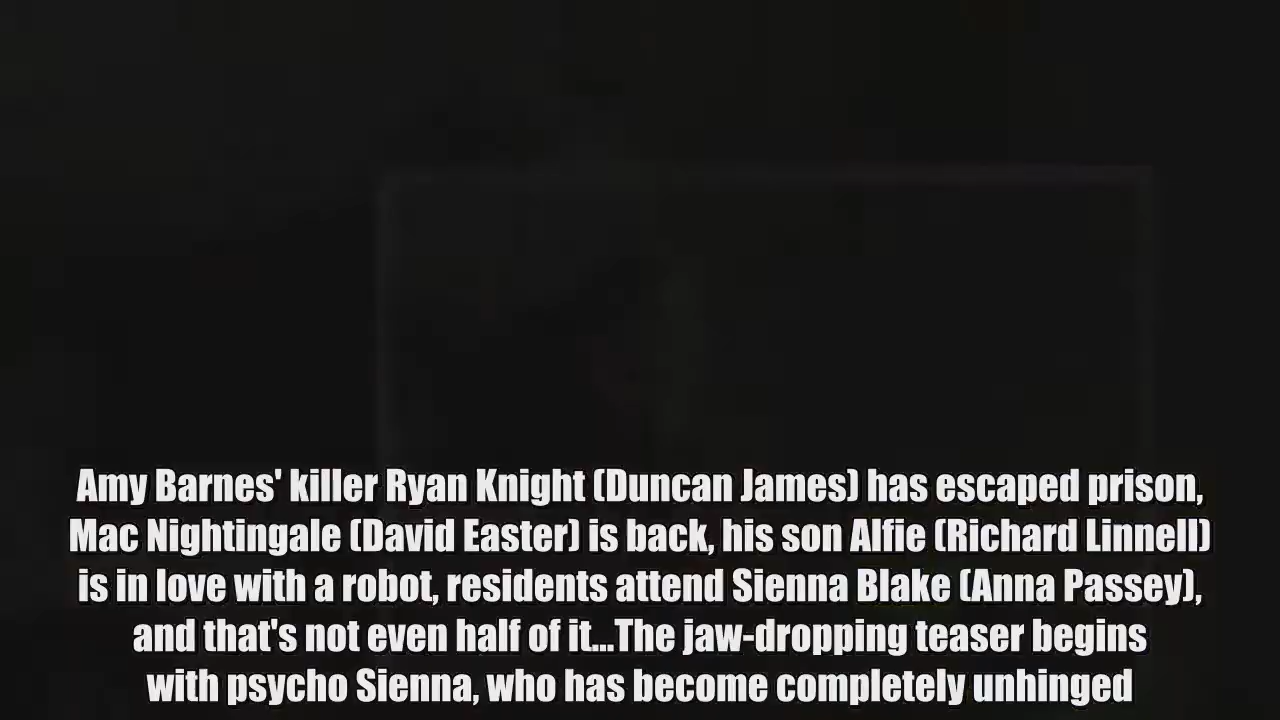 Amy Barnes' killer Ryan Knight (Duncan James) has escaped prison,
Mac Nightingale (David Easter) is back, his son Alfie (Richard Linnell)
is in love with a robot, residents attend Sienna Blake (Anna Passey),
and that's not even half of it...The jaw-dropping teaser begins
with psycho Sienna, who has become completely unhinged